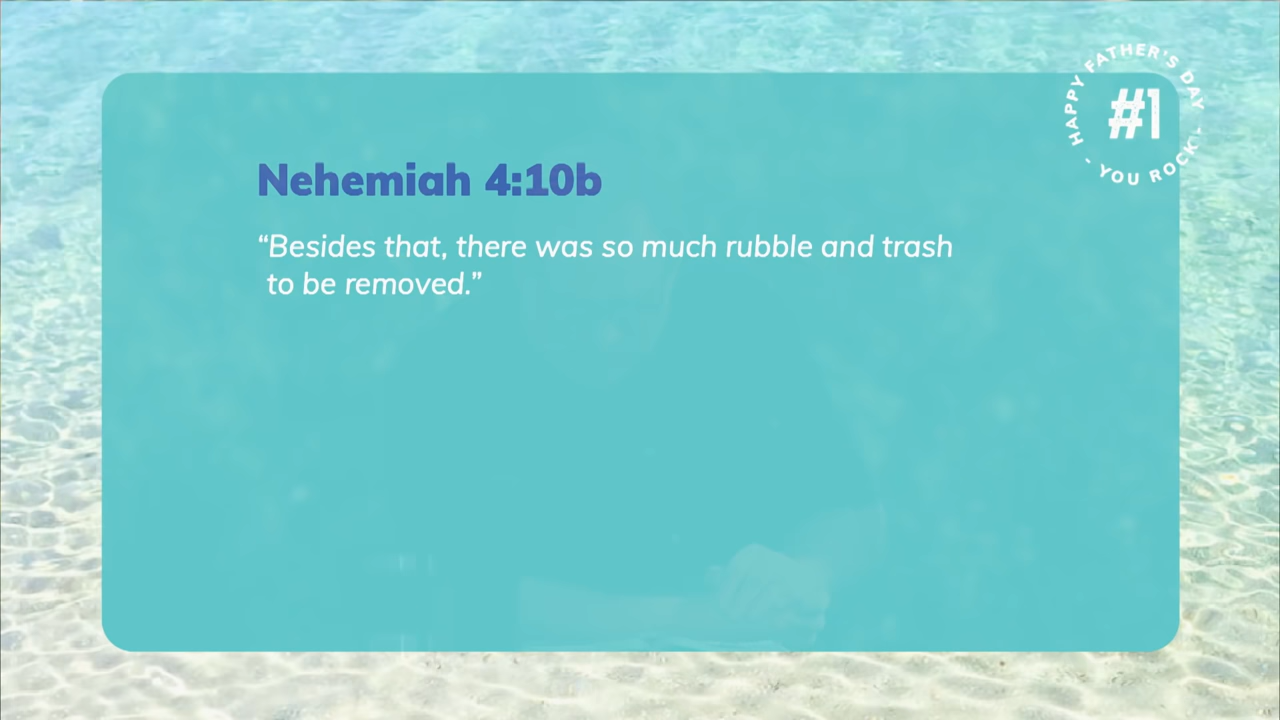 HAPPY FATHER'S DAY
#1
- YOU ROCK -
Nehemiah 4:10b
“Besides that, there was so much rubble and trash
to be removed.”